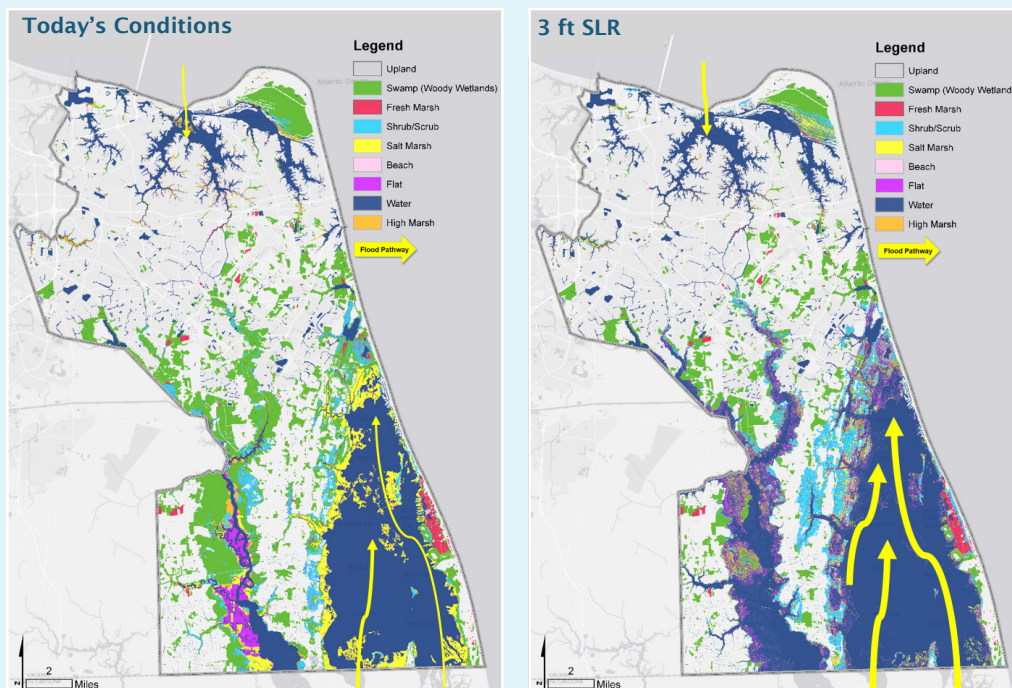 Today's Conditions
Legend
Upland
Swamp (Woody Wetlands)
Fresh Marsh
Shrub/Scrub
Salt Marsh
Beach
Flat
Water
High Marsh
Flood Pathway
2
Miles
3 ft SLR
Legend
Upland
Swamp (Woody Wetland
Fresh Marsh
Shrub/Scrub
Salt Marsh
Beach
Flat
Water
High Marsh
Flood Pathway
2
Miles